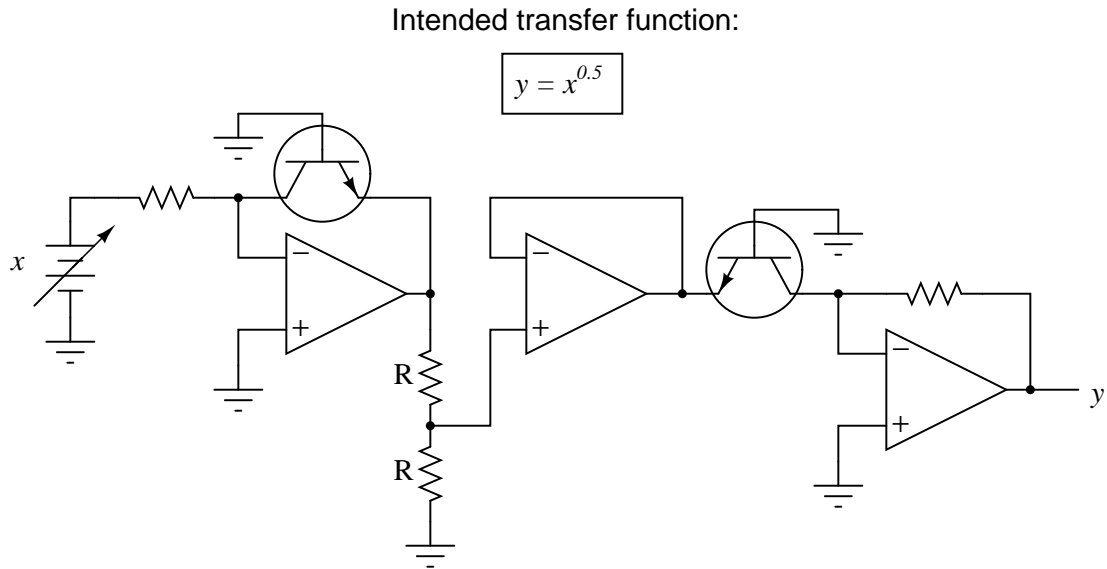 Intended transfer function:
y = x^0.5
x
−
+
R
R
−
+
−
+
y